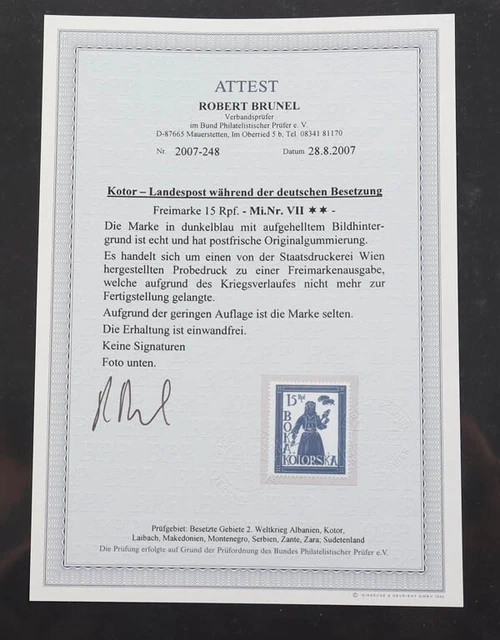 ATTEST
ROBERT BRUNEL
Verbandsprüfer
im Bund Philatelistischer Prüfer e. V.
D-87665 Mauerstetten, Im Oberried 5 b, Tel. 08341 81170
Nr. 2007-248 Datum 28.8.2007
Kotor – Landespost während der deutschen Besetzung
Freimarke 15 Rpf. - Mi.Nr. VII ✶✶ -
Die Marke in dunkelblau mit aufgehelltem Bildhinter-
grund ist echt und hat postfrische Originalgummierung.
Es handelt sich um einen von der Staatsdruckerei Wien
hergestellten Probedruck zu einer Freimarkenausgabe,
welche aufgrund des Kriegsverlaufes nicht mehr zur
Fertigstellung gelangte.
Aufgrund der geringen Auflage ist die Marke selten.
Die Erhaltung ist einwandfrei.
Keine Signaturen
Foto unten.
15 Rpf
BOKA
KOTORSKA
Prüfgebiet: Besetzte Gebiete 2. Weltkrieg Albanien, Kotor,
Laibach, Makedonien, Montenegro, Serbien, Zante, Zara; Sudetenland
Die Prüfung erfolgte auf Grund der Prüfordnung des Bundes Philatelistischer Prüfer e.V.